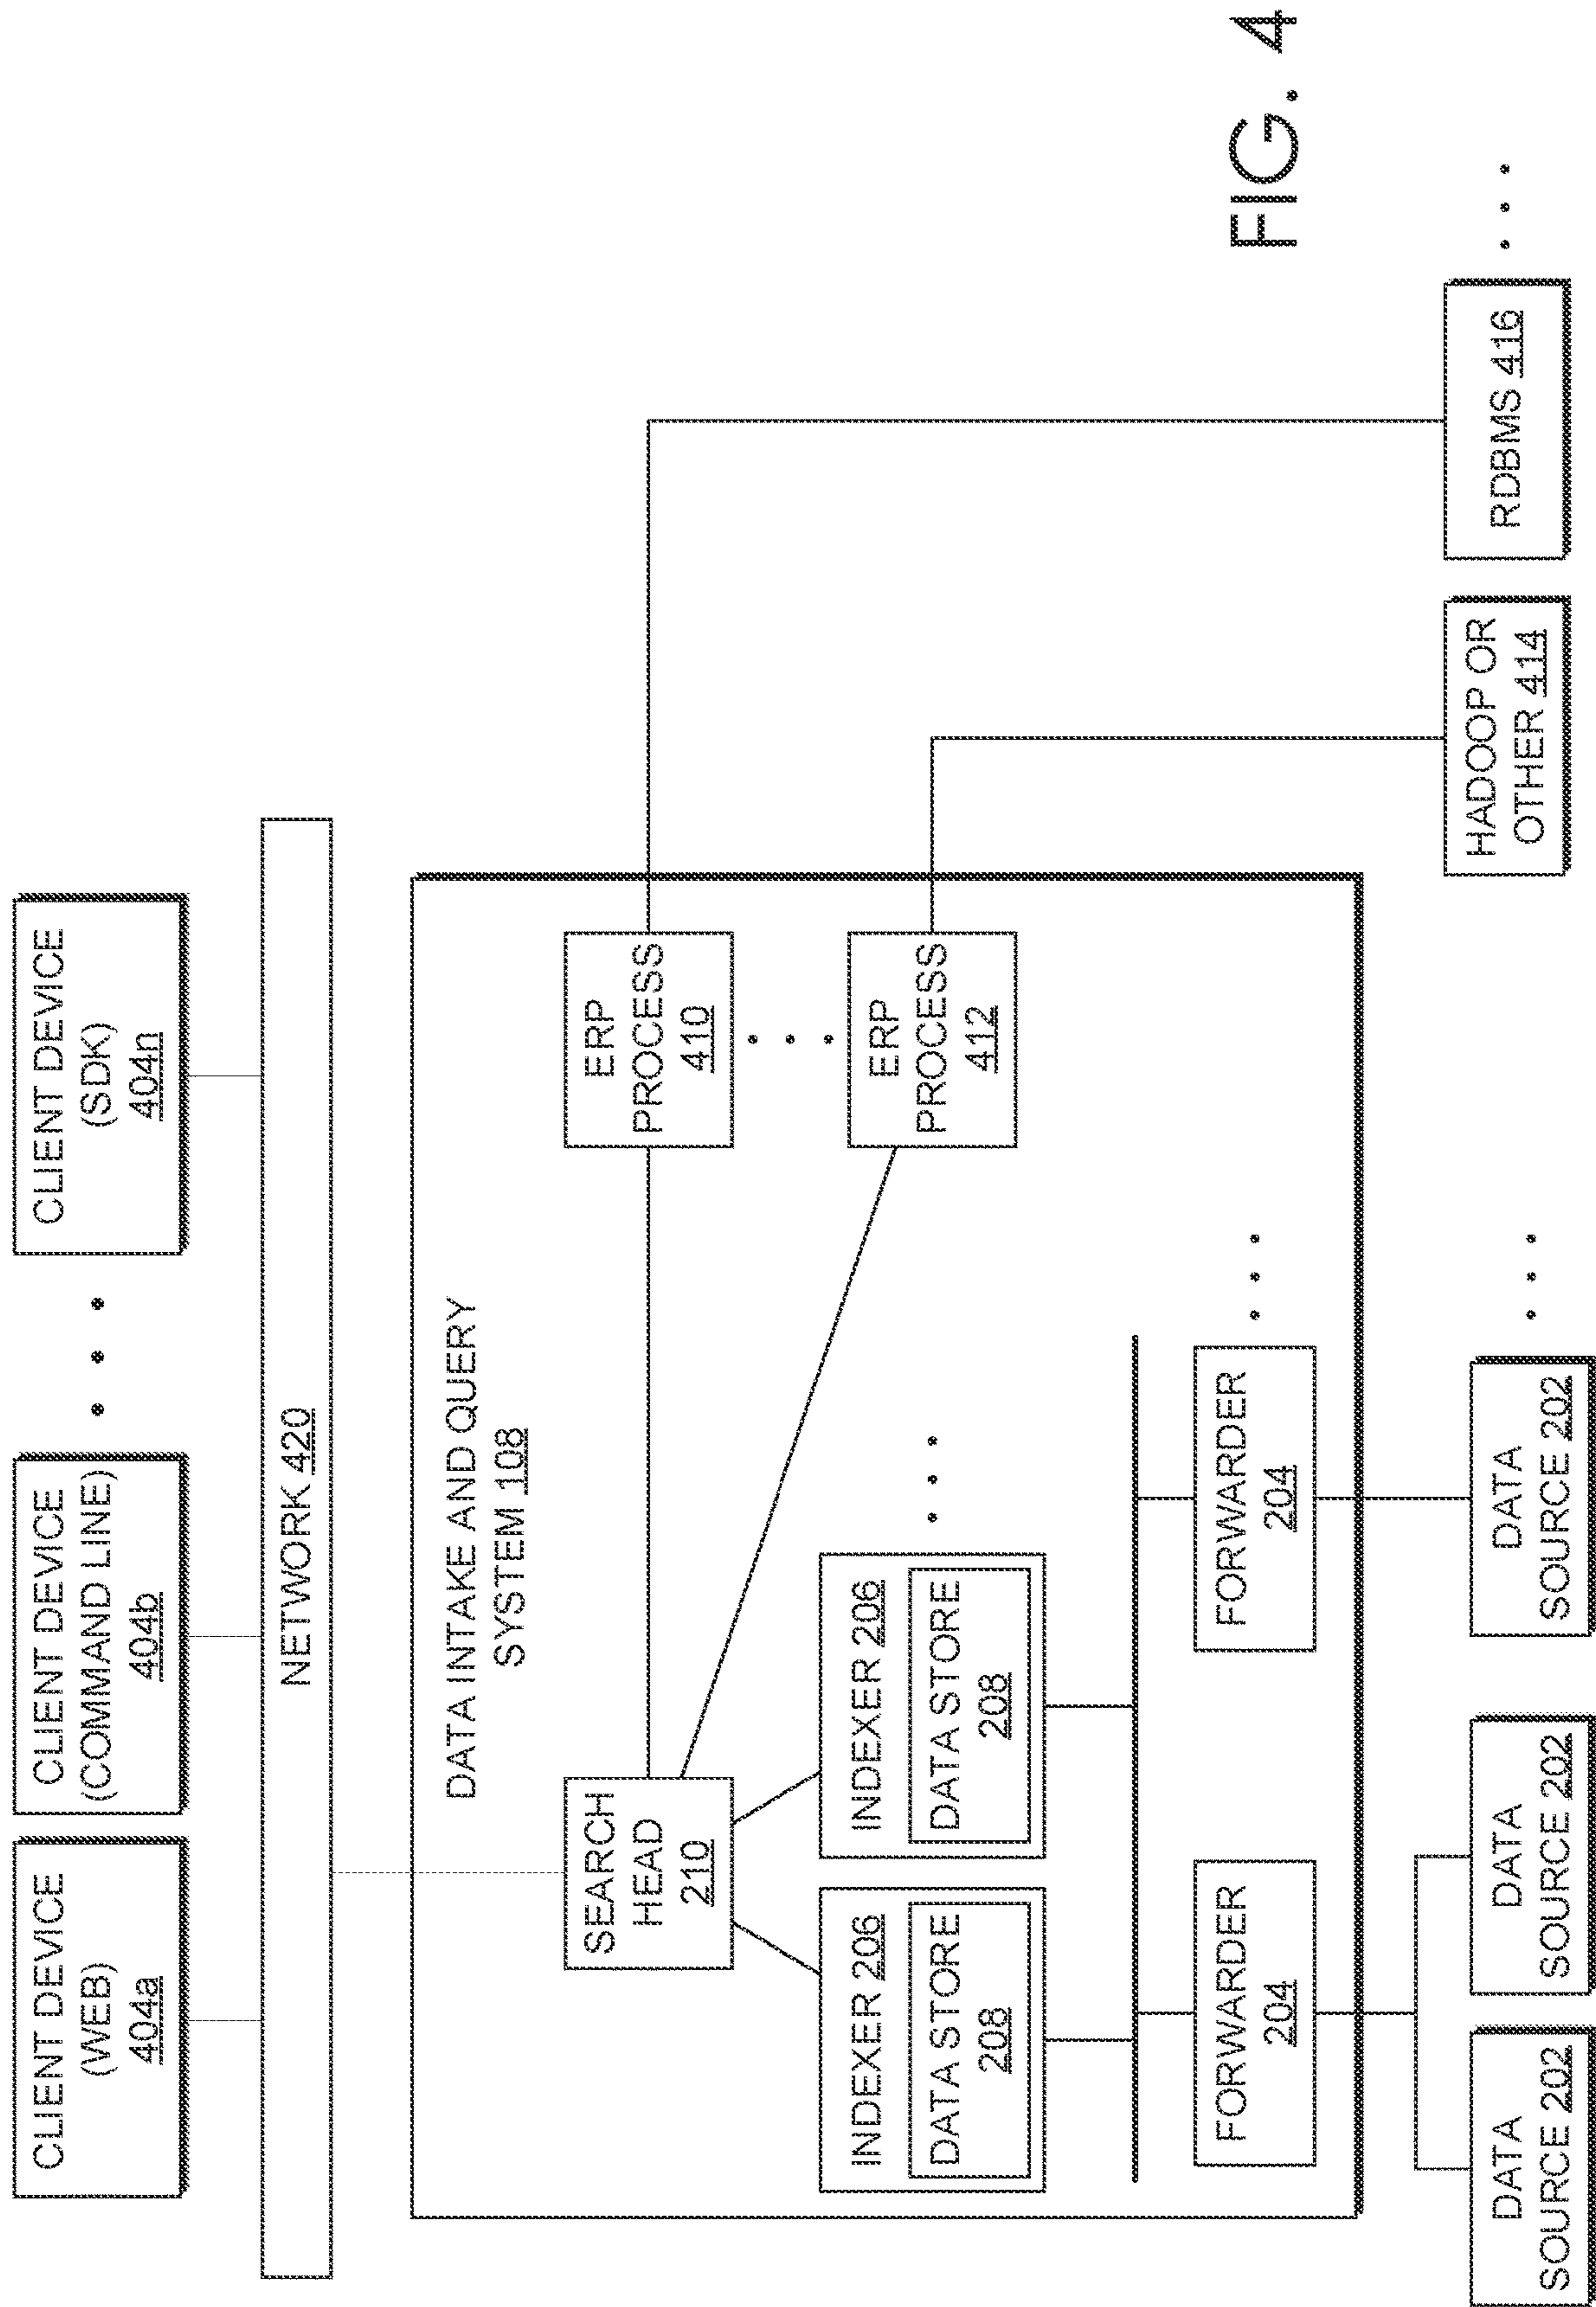 CLIENT DEVICE
(WEB)
404a
CLIENT DEVICE
(COMMAND LINE)
404b
CLIENT DEVICE
(SDK)
404n
NETWORK 420
DATA INTAKE AND QUERY
SYSTEM 108
SEARCH
HEAD
210
ERP
PROCESS
410
ERP
PROCESS
412
INDEXER 206
DATA STORE
208
INDEXER 206
DATA STORE
208
FORWARDER
204
FORWARDER
204
DATA
SOURCE 202
DATA
SOURCE 202
DATA
SOURCE 202
HADOOP OR
OTHER 414
RDBMS 416
FIG. 4